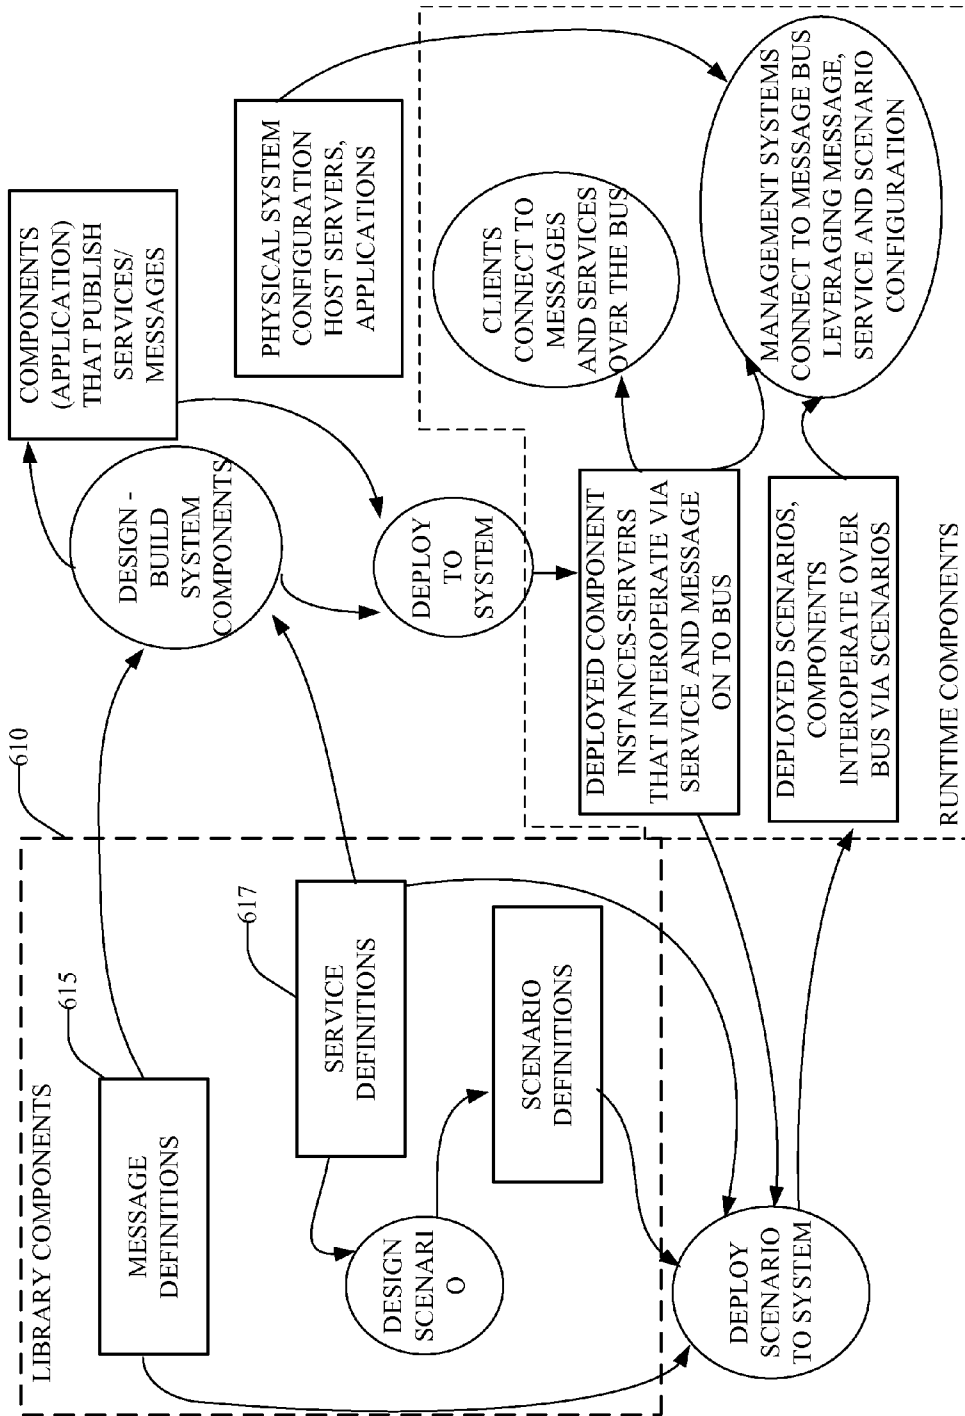 LIBRARY COMPONENTS
610
615
MESSAGE
DEFINITIONS
617
SERVICE
DEFINITIONS
DESIGN
SCENARI
O
SCENARIO
DEFINITIONS
DEPLOY
SCENARIO
TO SYSTEM
DESIGN -
BUILD
SYSTEM
COMPONENTS
COMPONENTS
(APPLICATION)
THAT PUBLISH
SERVICES/
MESSAGES
DEPLOY
TO
SYSTEM
PHYSICAL SYSTEM
CONFIGURATION
HOST SERVERS,
APPLICATIONS
CLIENTS
CONNECT TO
MESSAGES
AND SERVICES
OVER THE BUS
DEPLOYED COMPONENT
INSTANCES-SERVERS
THAT INTEROPERATE VIA
SERVICE AND MESSAGE
ON TO BUS
MANAGEMENT SYSTEMS
CONNECT TO MESSAGE BUS
LEVERAGING MESSAGE,
SERVICE AND SCENARIO
CONFIGURATION
DEPLOYED SCENARIOS,
COMPONENTS
INTEROPERATE OVER
BUS VIA SCENARIOS
RUNTIME COMPONENTS